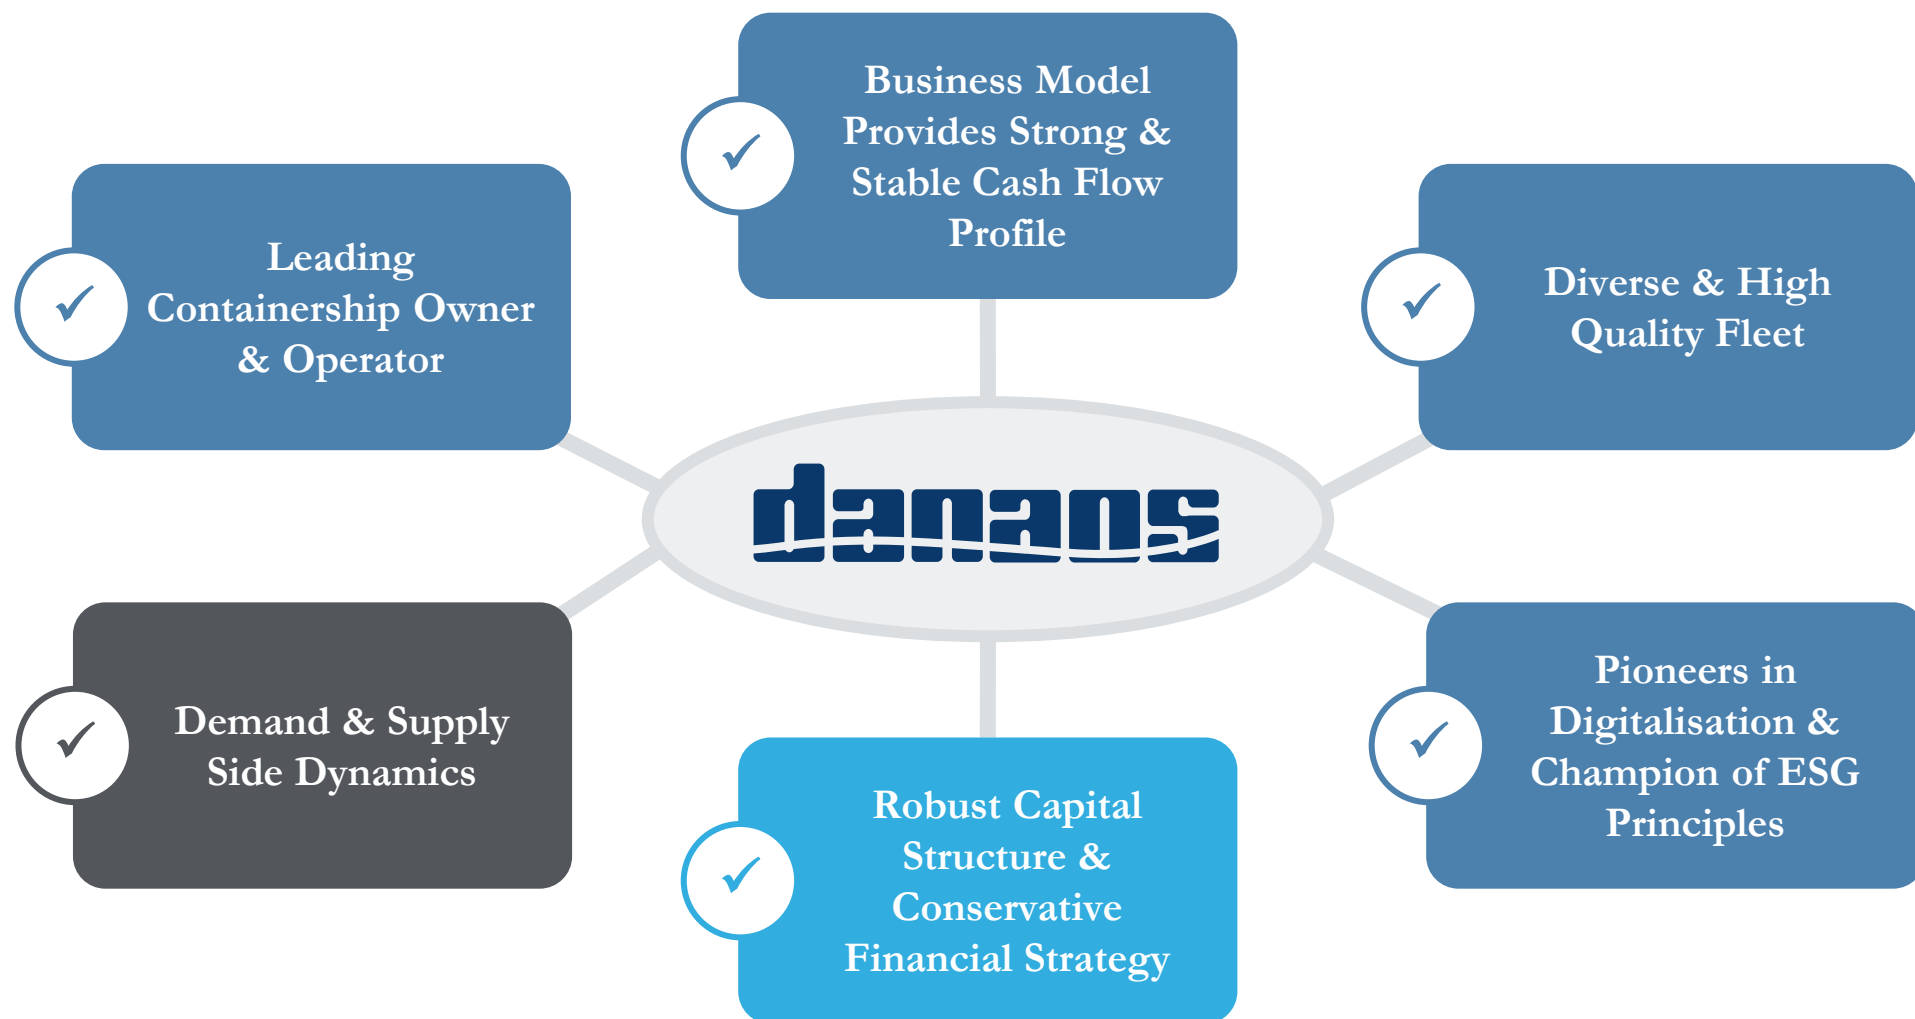 Business Model
Provides Strong &
Stable Cash Flow
Profile
Leading
Containership Owner
& Operator
Diverse & High
Quality Fleet
danaos
Demand & Supply
Side Dynamics
Pioneers in
Digitalisation &
Champion of ESG
Principles
Robust Capital
Structure &
Conservative
Financial Strategy